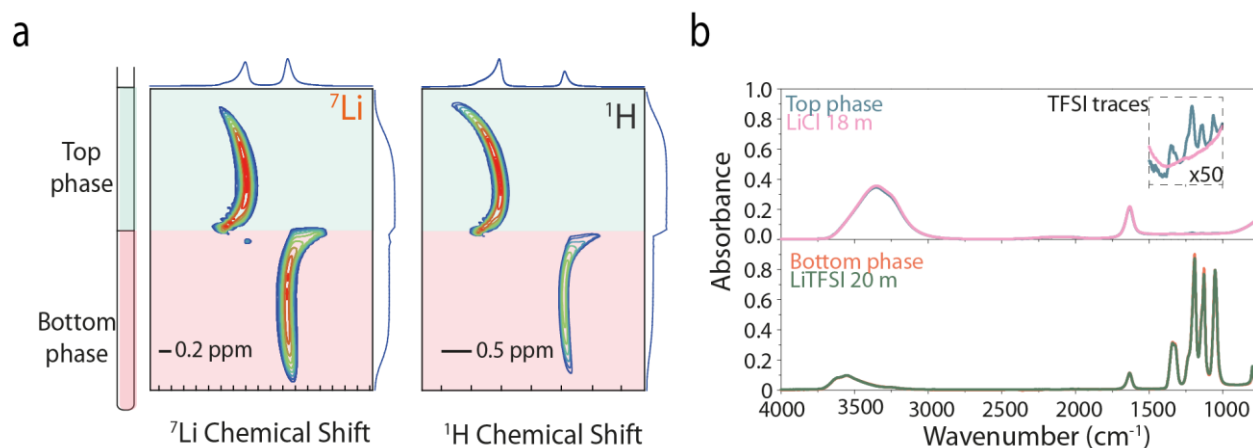 a
Top
phase
Bottom
phase
⁷Li
0.2 ppm
⁷Li Chemical Shift
¹H
0.5 ppm
¹H Chemical Shift
b
Absorbance
1.0
0.8
0.6
0.4
0.2
0.0
Top phase
LiCl 18 m
TFSI traces
x50
0.8
0.6
0.4
0.2
0
Bottom phase
LiTFSI 20 m
4000 3500 3000 2500 2000 1500 1000
Wavenumber (cm⁻¹)